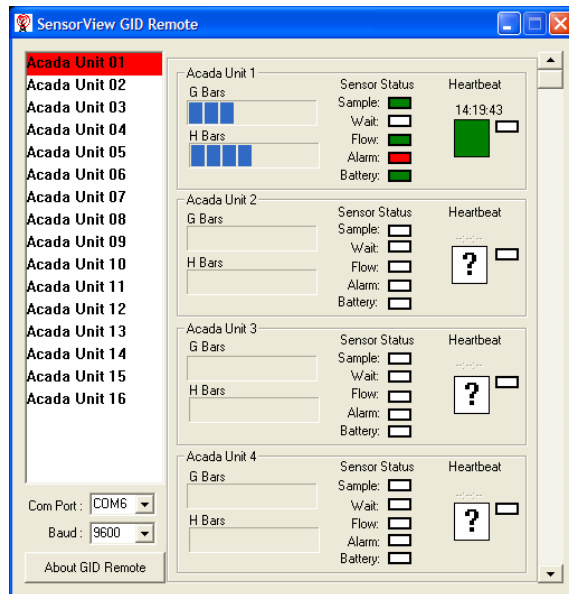 SensorView GID Remote
Acada Unit 01
Acada Unit 02
Acada Unit 03
Acada Unit 04
Acada Unit 05
Acada Unit 06
Acada Unit 07
Acada Unit 08
Acada Unit 09
Acada Unit 10
Acada Unit 11
Acada Unit 12
Acada Unit 13
Acada Unit 14
Acada Unit 15
Acada Unit 16
Com Port : COM6
Baud : 9600
About GID Remote
Acada Unit 1
G Bars
H Bars
Sensor Status
Sample:
Wait:
Flow:
Alarm:
Battery:
Heartbeat
14:19:43
Acada Unit 2
G Bars
H Bars
Sensor Status
Sample:
Wait:
Flow:
Alarm:
Battery:
Heartbeat
--:--:--
?
Acada Unit 3
G Bars
H Bars
Sensor Status
Sample:
Wait:
Flow:
Alarm:
Battery:
Heartbeat
--:--:--
?
Acada Unit 4
G Bars
H Bars
Sensor Status
Sample:
Wait:
Flow:
Alarm:
Battery:
Heartbeat
--:--:--
?